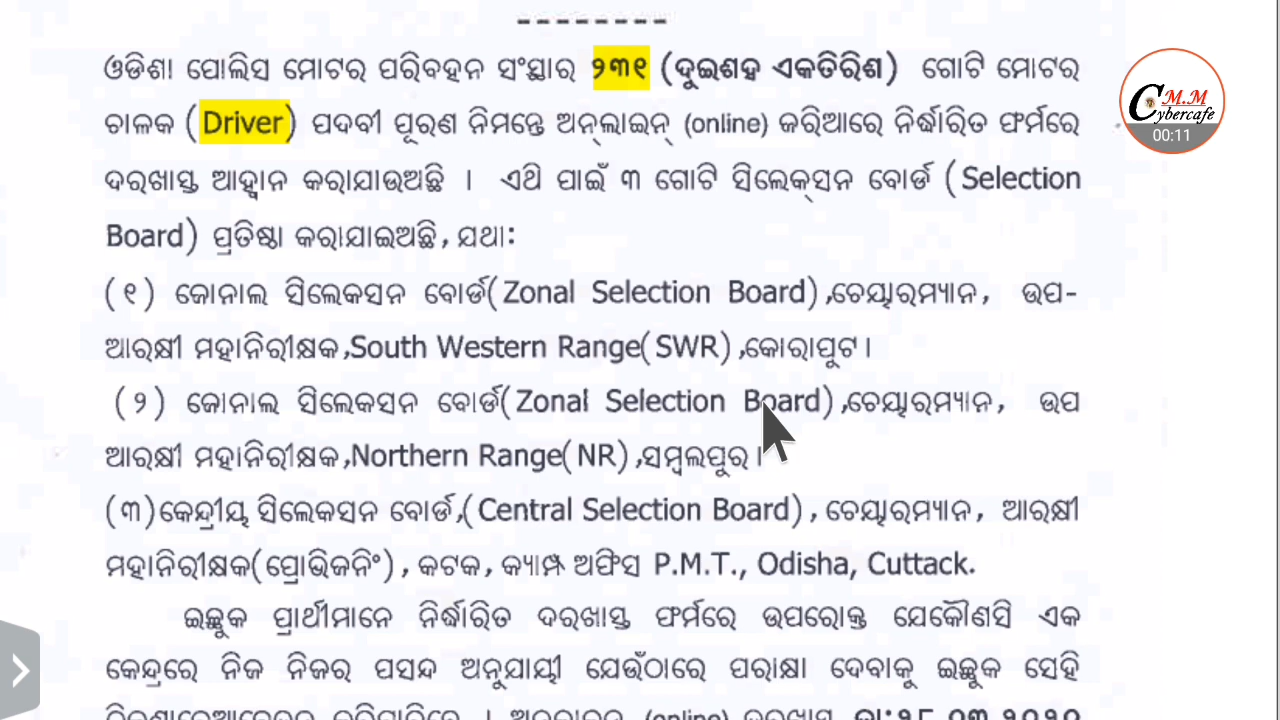 ଓଡିଶା ପୋଲିସ ମୋଟର ପରିବହନ ସଂସ୍ଥାର ୨୩୧ (ଦୁଇଶହ ଏକତିରିଶ) ଗୋଟି ମୋଟର
ଚାଳକ (Driver) ପଦବୀ ପୂରଣ ନିମନ୍ତେ ଅନ୍‌ଲାଇନ୍ (online) ଜରିଆରେ ନିର୍ଦ୍ଧାରିତ ଫର୍ମରେ
ଦରଖାସ୍ତ ଆହ୍ୱାନ କରାଯାଉଅଛି । ଏଥି ପାଇଁ ୩ ଗୋଟି ସିଲେକ୍‌ସନ ବୋର୍ଡ (Selection
Board) ପ୍ରତିଷ୍ଠା କରାଯାଇଅଛି, ଯଥା:
(୧) ଜୋନାଲ ସିଲେକସନ ବୋର୍ଡ(Zonal Selection Board),ଚେୟାରମ୍ୟାନ, ଉପ-
ଆରକ୍ଷୀ ମହାନିରୀକ୍ଷକ,South Western Range(SWR),କୋରାପୁଟ।
(୨) ଜୋନାଲ ସିଲେକସନ ବୋର୍ଡ(Zonal Selection Board),ଚେୟାରମ୍ୟାନ, ଉପ
ଆରକ୍ଷୀ ମହାନିରୀକ୍ଷକ,Northern Range(NR),ସମ୍ବଲପୁର।
(୩)କେନ୍ଦ୍ରୀୟ ସିଲେକସନ ବୋର୍ଡ,(Central Selection Board), ଚେୟାରମ୍ୟାନ, ଆରକ୍ଷୀ
ମହାନିରୀକ୍ଷକ(ପ୍ରୋଭିଜନିଂ), କଟକ, କ୍ୟାମ୍ପ ଅଫିସ P.M.T., Odisha, Cuttack.
ଇଚ୍ଛୁକ ପ୍ରାର୍ଥୀମାନେ ନିର୍ଦ୍ଧାରିତ ଦରଖାସ୍ତ ଫର୍ମରେ ଉପରୋକ୍ତ ଯେକୌଣସି ଏକ
କେନ୍ଦ୍ରରେ ନିଜ ନିଜର ପସନ୍ଦ ଅନୁଯାୟୀ ଯେଉଁଠାରେ ପରୀକ୍ଷା ଦେବାକୁ ଇଚ୍ଛୁକ ସେହି
(online)
C M.M
Cybercafe
00:11